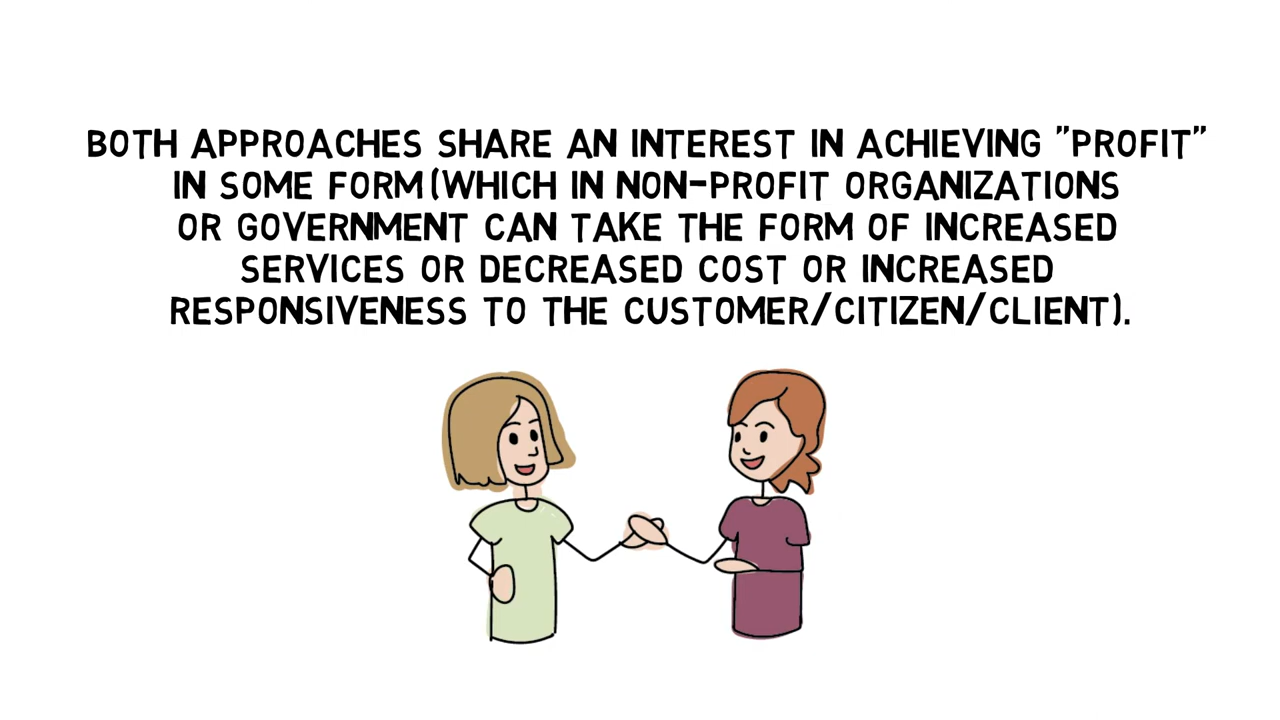 BOTH APPROACHES SHARE AN INTEREST IN ACHIEVING "PROFIT"
IN SOME FORM (WHICH IN NON-PROFIT ORGANIZATIONS
OR GOVERNMENT CAN TAKE THE FORM OF INCREASED
SERVICES OR DECREASED COST OR INCREASED
RESPONSIVENESS TO THE CUSTOMER/CITIZEN/CLIENT).